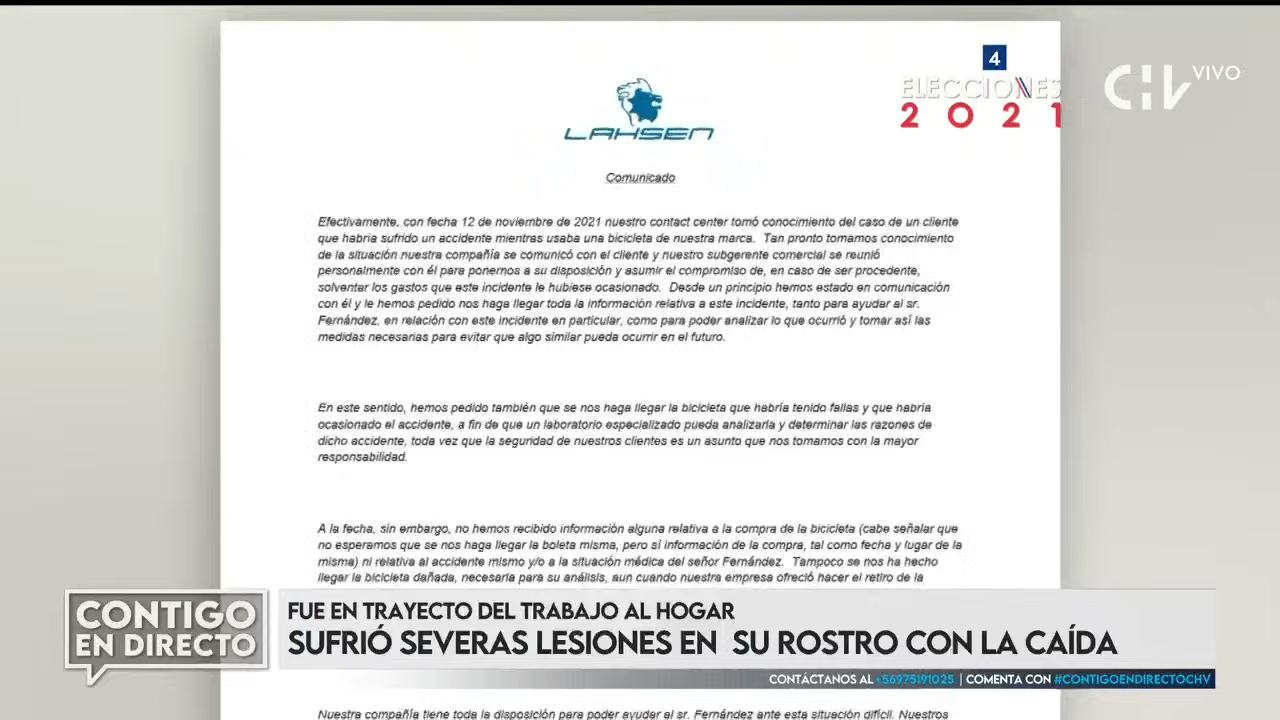 4
ELECCIONES
2021
CHV VIVO
LAHSEN
Comunicado
Efectivamente, con fecha 12 de noviembre de 2021 nuestro contact center tomó conocimiento del caso de un cliente
que habría sufrido un accidente mientras usaba una bicicleta de nuestra marca. Tan pronto tomamos conocimiento
de la situación nuestra compañía se comunicó con el cliente y nuestro subgerente comercial se reunió
personalmente con él para ponernos a su disposición y asumir el compromiso de, en caso de ser procedente,
solventar los gastos que este incidente le hubiese ocasionado. Desde un principio hemos estado en comunicación
con él y le hemos pedido nos haga llegar toda la información relativa a este incidente, tanto para ayudar al sr.
Fernández, en relación con este incidente en particular, como para poder analizar lo que ocurrió y tomar así las
medidas necesarias para evitar que algo similar pueda ocurrir en el futuro.
En este sentido, hemos pedido también que se nos haga llegar la bicicleta que habría tenido fallas y que habría
ocasionado el accidente, a fin de que un laboratorio especializado pueda analizarla y determinar las razones de
dicho accidente, toda vez que la seguridad de nuestros clientes es un asunto que nos tomamos con la mayor
responsabilidad.
A la fecha, sin embargo, no hemos recibido información alguna relativa a la compra de la bicicleta (cabe señalar que
no esperamos que se nos haga llegar la boleta misma, pero sí información de la compra, tal como fecha y lugar de la
misma) ni relativa al accidente mismo y/o a la situación médica del señor Fernández. Tampoco se nos ha hecho
llegar la bicicleta dañada, necesaria para su análisis, aun cuando nuestra empresa ofreció hacer el retiro de la
CONTIGO
EN DIRECTO
FUE EN TRAYECTO DEL TRABAJO AL HOGAR
SUFRIÓ SEVERAS LESIONES EN SU ROSTRO CON LA CAÍDA
CONTÁCTANOS AL +56975191025 | COMENTA CON #CONTIGOENDIRECTOCHV
Nuestra compañía tiene toda la disposición para poder ayudar al sr. Fernández ante esta situación difícil. Nuestros